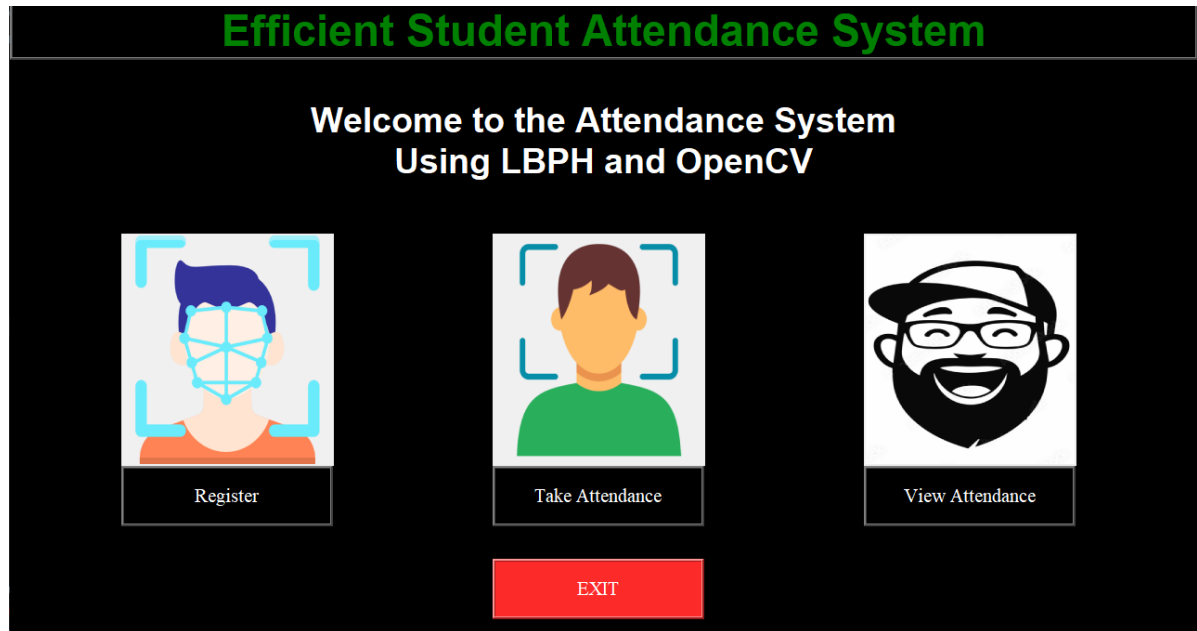 Efficient Student Attendance System
Welcome to the Attendance System
Using LBPH and OpenCV
Register
Take Attendance
View Attendance
EXIT